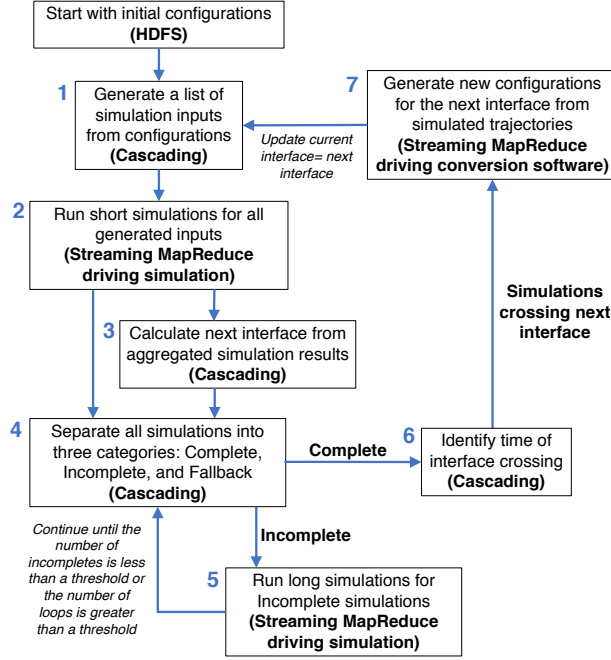 Start with initial configurations
(HDFS)
1
Generate a list of
simulation inputs
from configurations
(Cascading)
7
Generate new configurations
for the next interface from
simulated trajectories
(Streaming MapReduce
driving conversion software)
Update current
interface= next
interface
2
Run short simulations for all
generated inputs
(Streaming MapReduce
driving simulation)
Simulations
crossing next
interface
3
Calculate next interface from
aggregated simulation results
(Cascading)
4
Separate all simulations into
three categories: Complete,
Incomplete, and Fallback
(Cascading)
Complete
6
Identify time of
interface crossing
(Cascading)
Incomplete
Continue until the
number of
incompletes is less
than a threshold or
the number of
loops is greater
than a threshold
5
Run long simulations for
Incomplete simulations
(Streaming MapReduce
driving simulation)